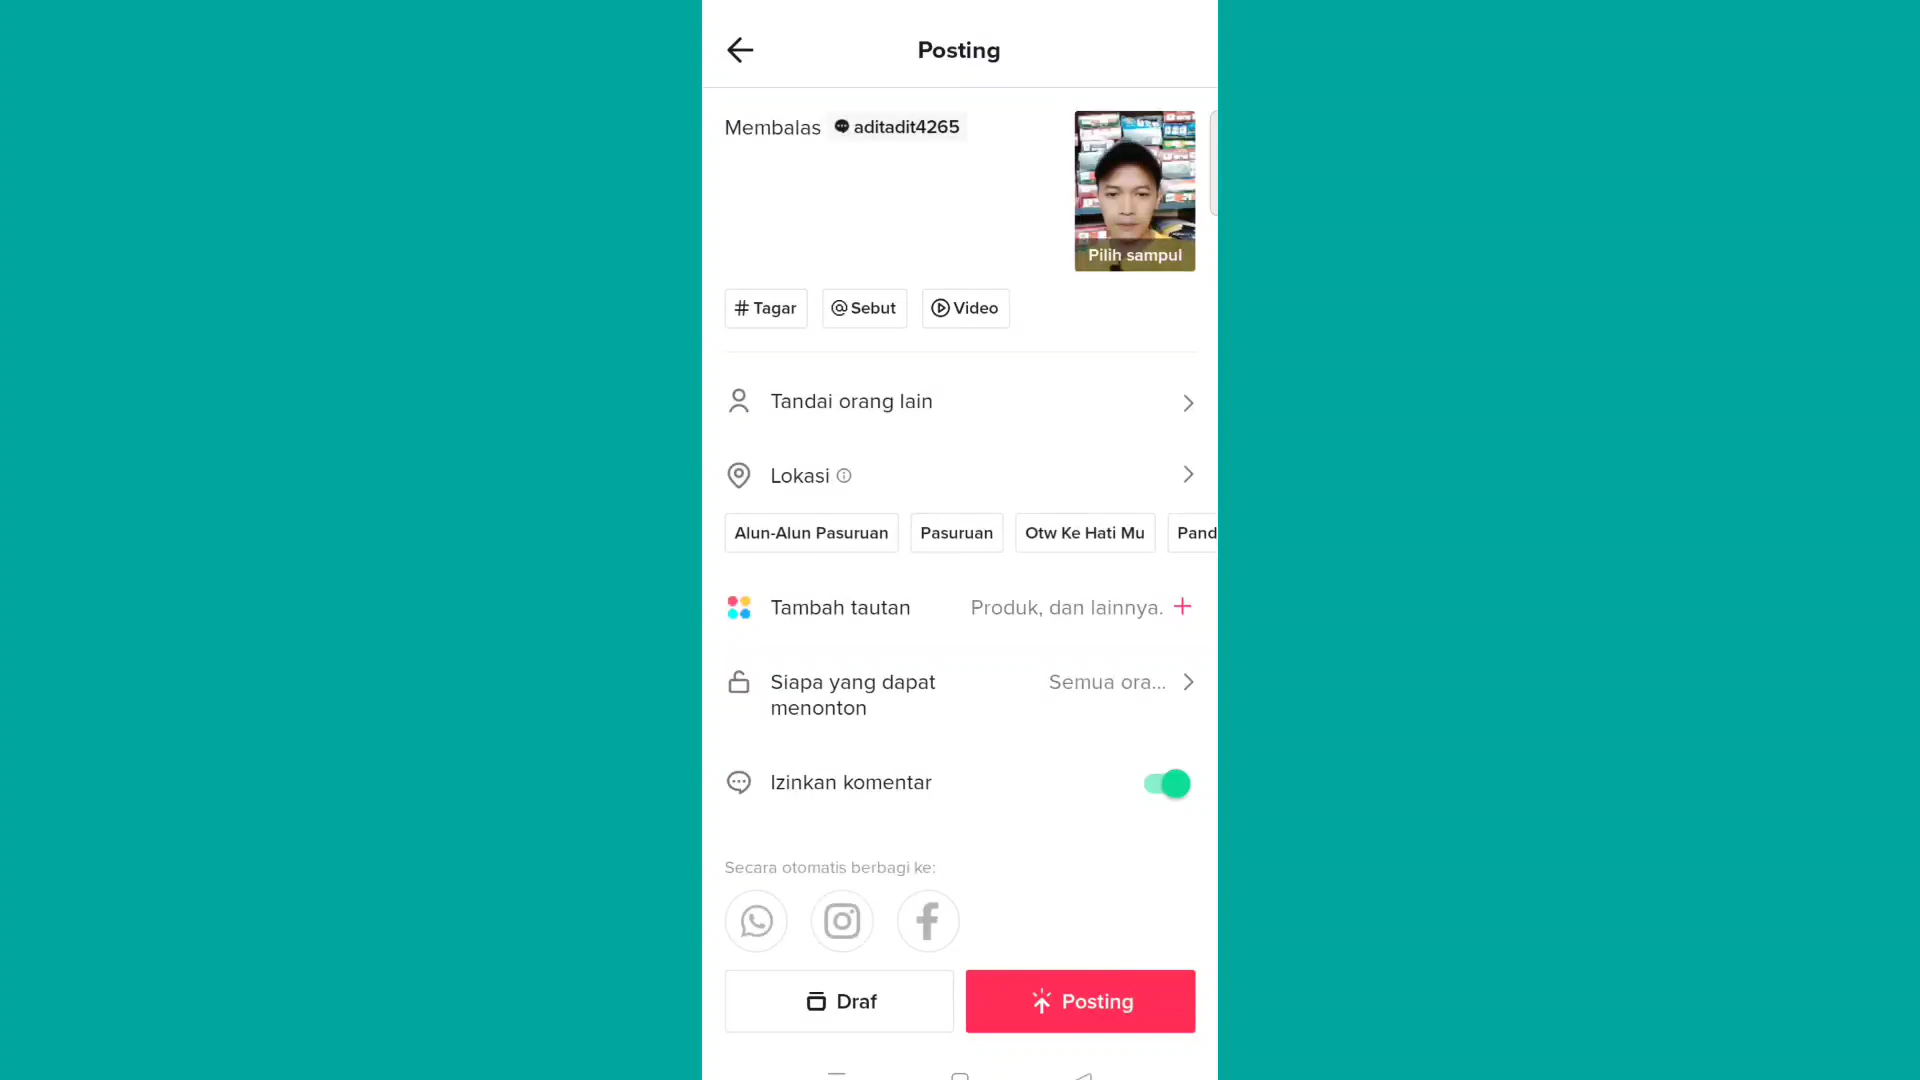 Posting
Membalas aditadit4265
Pilih sampul
# Tagar @ Sebut Video
Tandai orang lain
Lokasi
Alun-Alun Pasuruan Pasuruan Otw Ke Hati Mu Pand
Tambah tautan Produk, dan lainnya. +
Siapa yang dapat menonton Semua ora...
Izinkan komentar
Secara otomatis berbagi ke:
Draf Posting